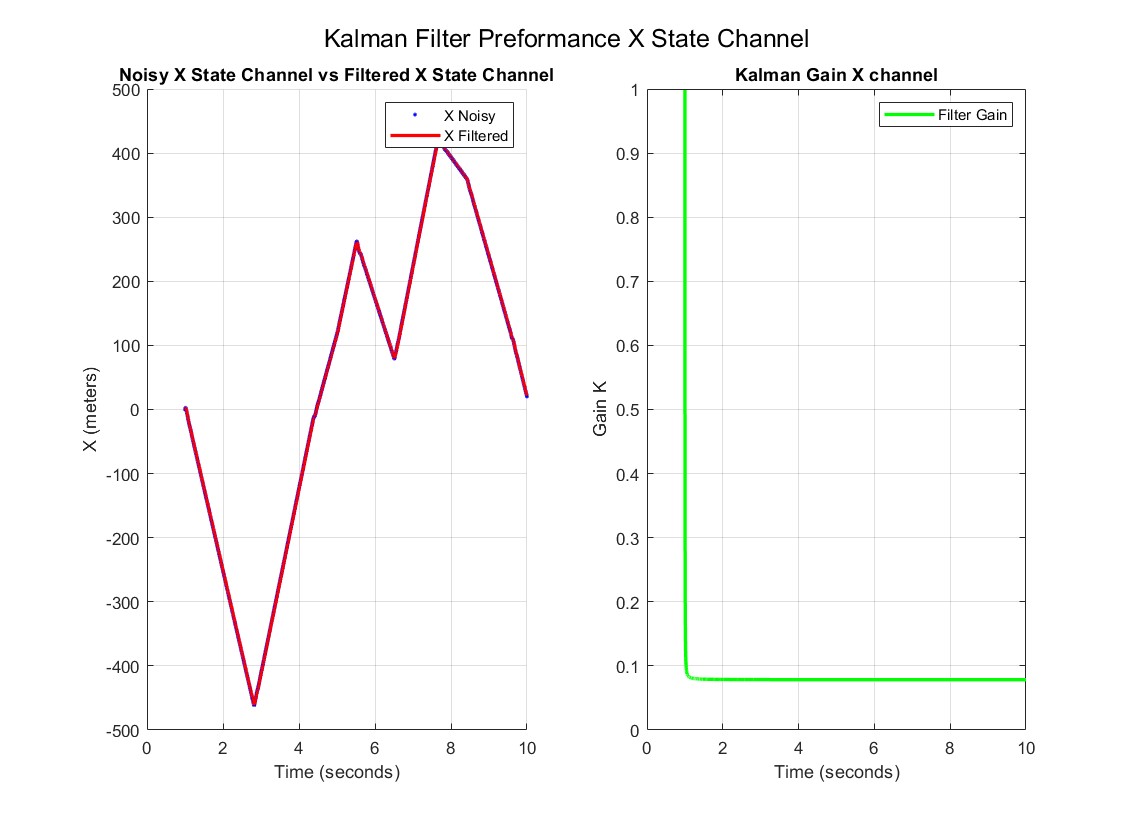 Kalman Filter Preformance X State Channel
Noisy X State Channel vs Filtered X State Channel
500
400
300
200
100
0
-100
-200
-300
-400
-500
X (meters)
X Noisy
X Filtered
0 2 4 6 8 10
Time (seconds)
Kalman Gain X channel
1
0.9
0.8
0.7
0.6
0.5
0.4
0.3
0.2
0.1
0
Gain K
Filter Gain
0 2 4 6 8 10
Time (seconds)